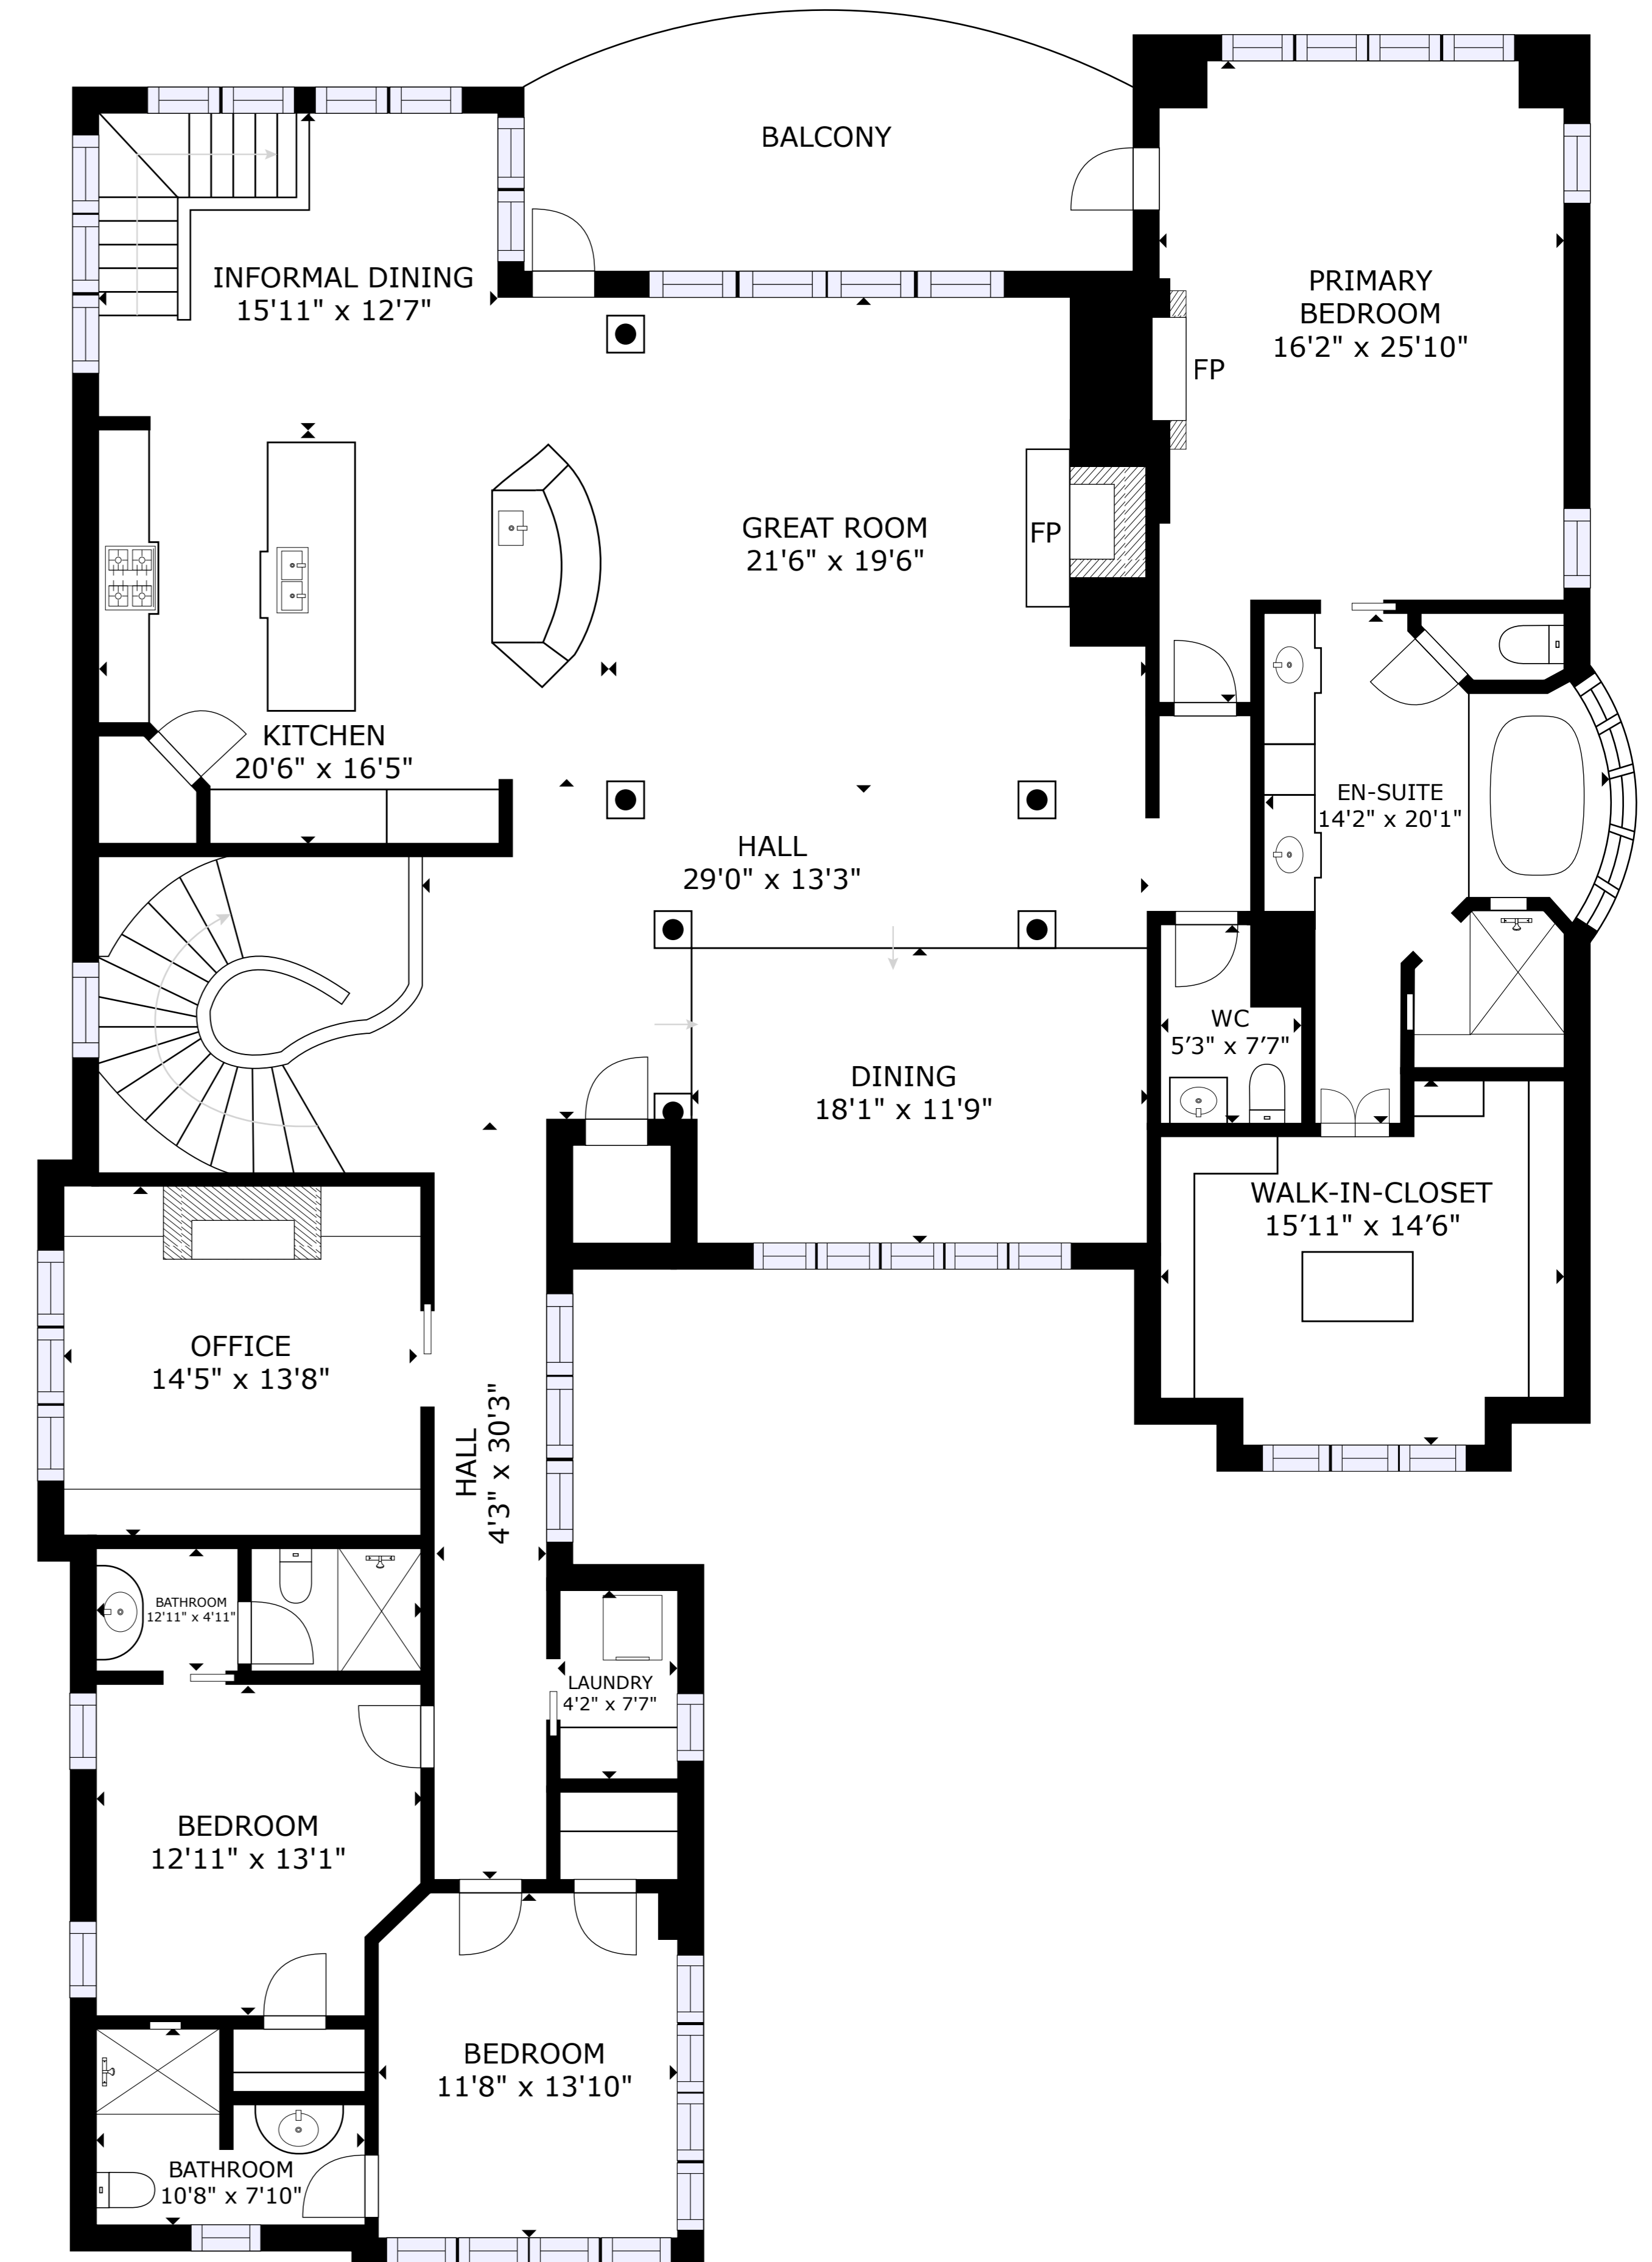 BALCONY
INFORMAL DINING
15'11" x 12'7"
PRIMARY
BEDROOM
16'2" x 25'10"
FP
GREAT ROOM
21'6" x 19'6"
FP
KITCHEN
20'6" x 16'5"
EN-SUITE
14'2" x 20'1"
HALL
29'0" x 13'3"
WC
5'3" x 7'7"
DINING
18'1" x 11'9"
WALK-IN-CLOSET
15'11" x 14'6"
OFFICE
14'5" x 13'8"
HALL
4'3" x 30'3"
BATHROOM
12'11" x 4'11"
LAUNDRY
4'2" x 7'7"
BEDROOM
12'11" x 13'1"
BEDROOM
11'8" x 13'10"
BATHROOM
10'8" x 7'10"